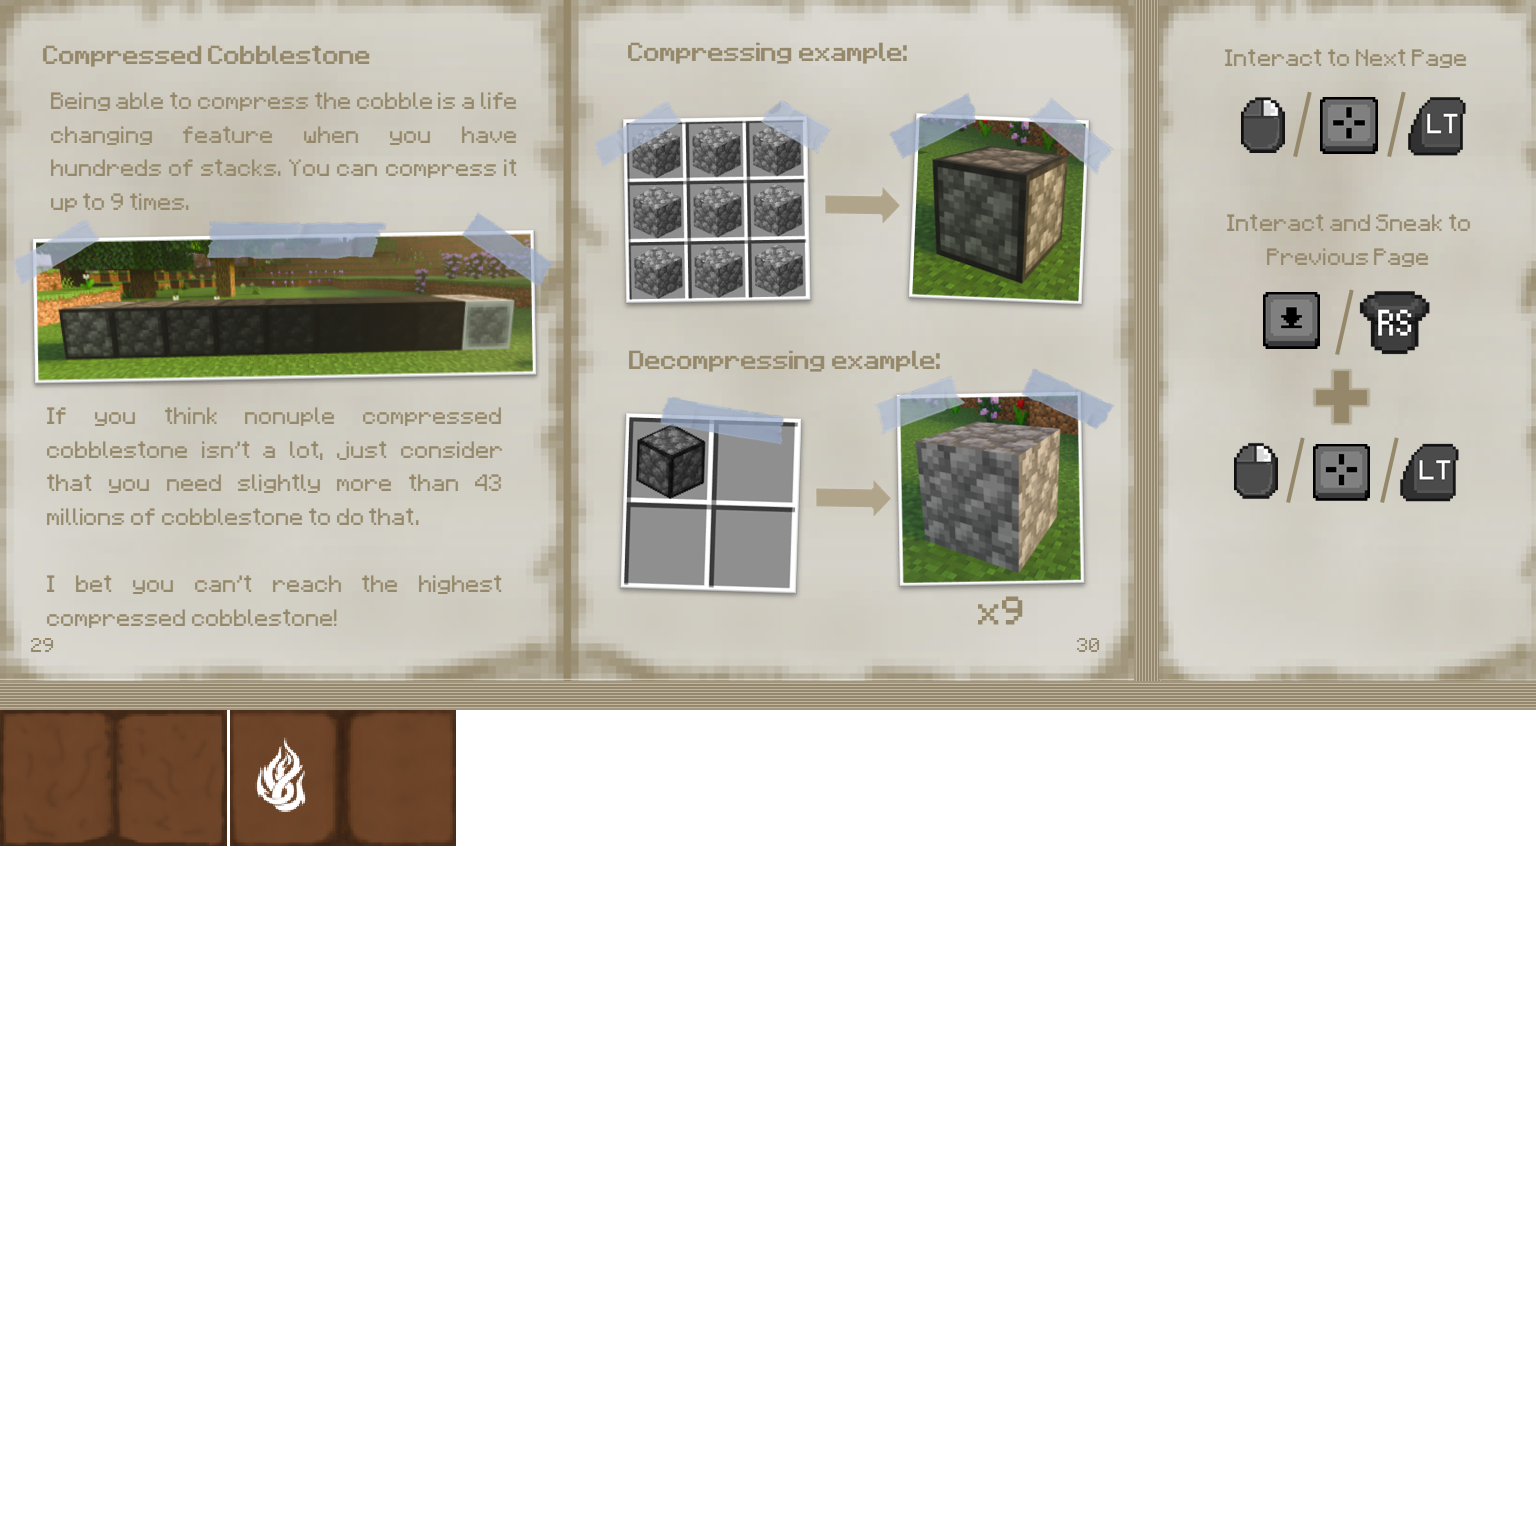 Compressed Cobblestone
Being able to compress the cobble is a life
changing feature when you have
hundreds of stacks. You can compress it
up to 9 times.
If you think nonuple compressed
cobblestone isn't a lot, just consider
that you need slightly more than 43
millions of cobblestone to do that.
I bet you can't reach the highest
compressed cobblestone!
29
Compressing example:
Decompressing example:
x9
30
Interact to Next Page
LT
Interact and Sneak to
Previous Page
RS
LT